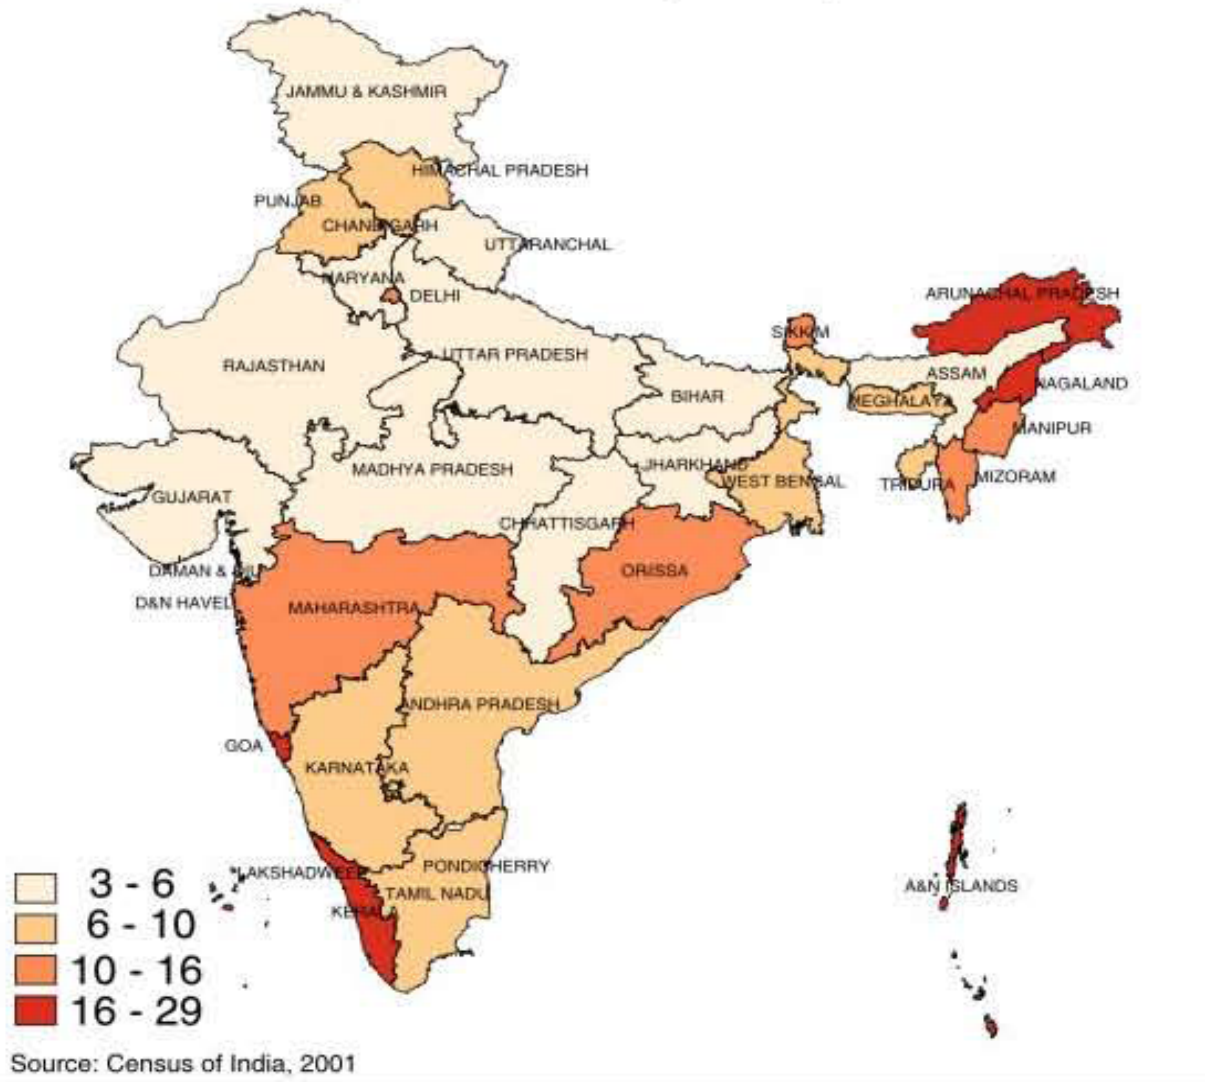 JAMMU & KASHMIR
HIMACHAL PRADESH
PUNJAB
CHANDIGARH
UTTARANCHAL
HARYANA
DELHI
ARUNACHAL PRADESH
SIKKIM
UTTAR PRADESH
RAJASTHAN
ASSAM
NAGALAND
BIHAR
MEGHALAYA
MANIPUR
JHARKHAND
MADHYA PRADESH
WEST BENGAL
TRIPURA
MIZORAM
GUJARAT
CHHATTISGARH
DAMAN & DIU
ORISSA
D&N HAVELI
MAHARASHTRA
ANDHRA PRADESH
GOA
KARNATAKA
LAKSHADWEEP
PONDICHERRY
A&N ISLANDS
TAMIL NADU
KERALA
3 - 6
6 - 10
10 - 16
16 - 29
Source: Census of India, 2001